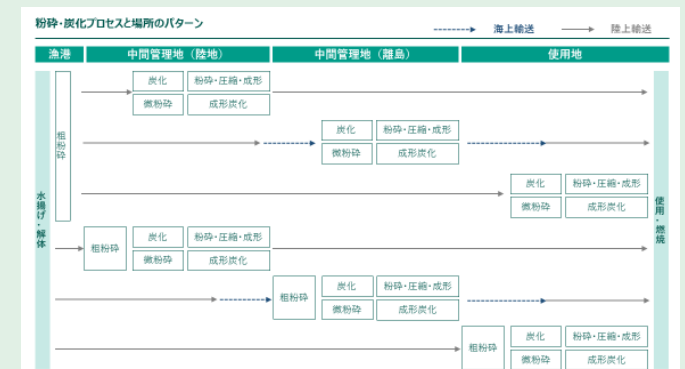 粉砕・炭化プロセスと場所のパターン
海上輸送 陸上輸送
漁港 中間管理地（陸地） 中間管理地（離島） 使用地
水揚げ・解体
粗粉砕
使用・燃焼
炭化 粉砕・圧縮・成形
微粉砕 成形炭化
炭化 粉砕・圧縮・成形
微粉砕 成形炭化
炭化 粉砕・圧縮・成形
微粉砕 成形炭化
粗粉砕
炭化 粉砕・圧縮・成形
微粉砕 成形炭化
粗粉砕
炭化 粉砕・圧縮・成形
微粉砕 成形炭化
粗粉砕
炭化 粉砕・圧縮・成形
微粉砕 成形炭化